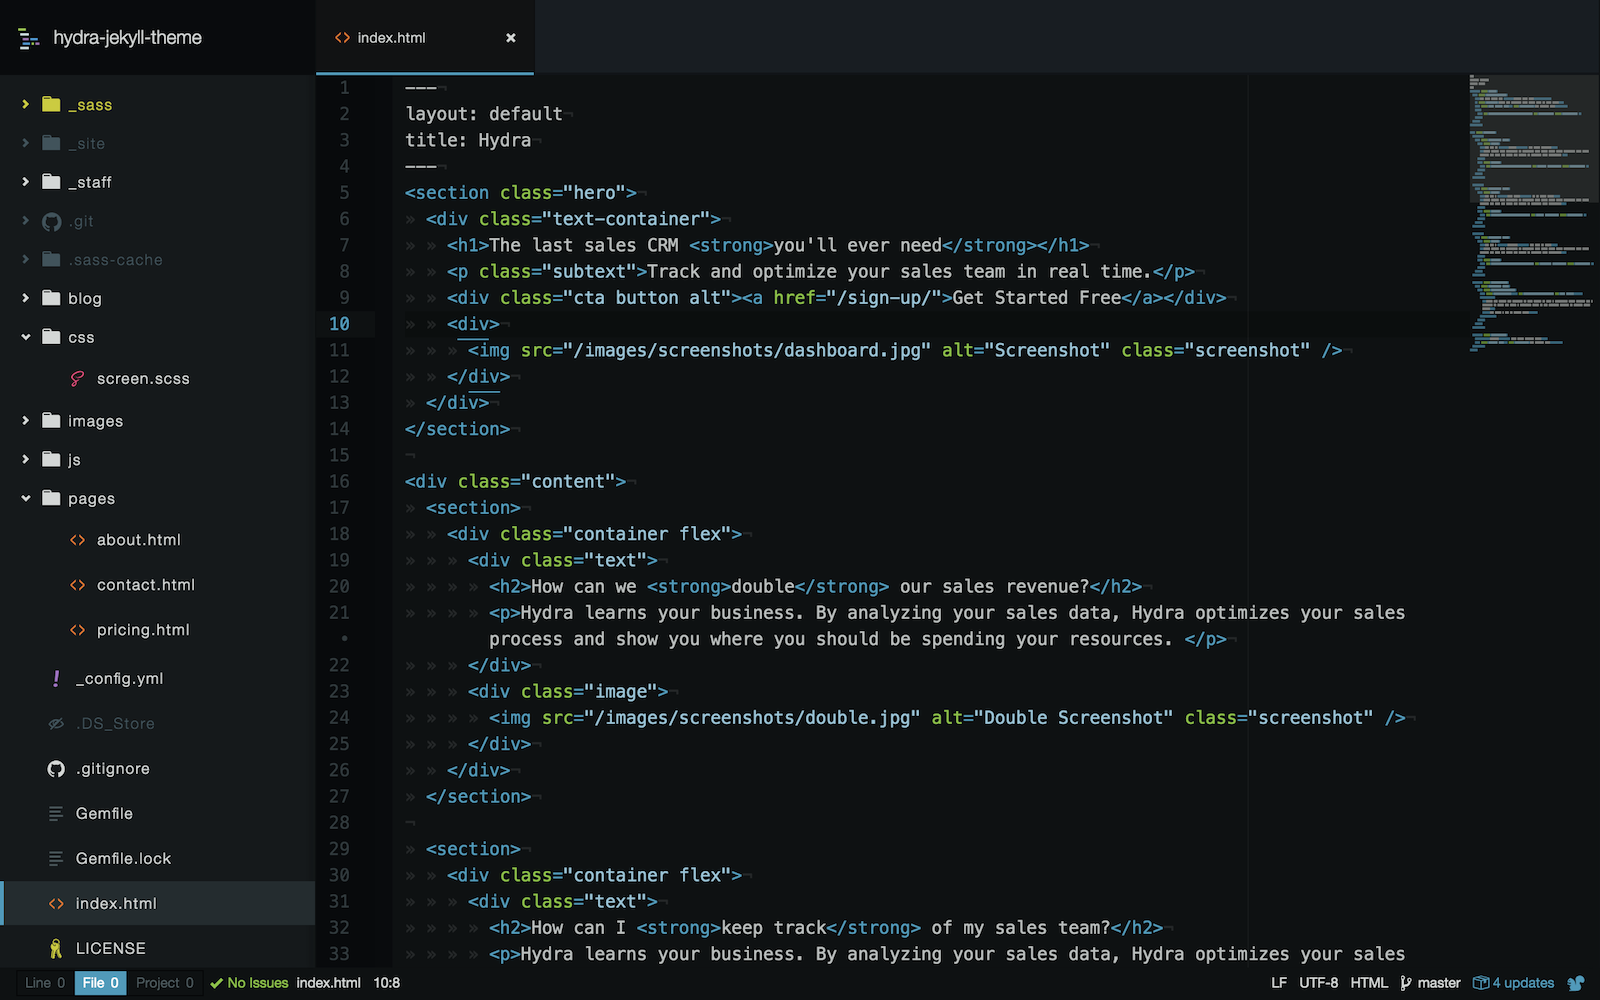 hydra-jekyll-theme
index.html
_sass
_site
_staff
.git
.sass-cache
blog
css
screen.scss
images
js
pages
about.html
contact.html
pricing.html
_config.yml
.DS_Store
.gitignore
Gemfile
Gemfile.lock
index.html
LICENSE
1 ---
2 layout: default
3 title: Hydra
4 ---
5 <section class="hero">
6 <div class="text-container">
7 <h1>The last sales CRM <strong>you'll ever need</strong></h1>
8 <p class="subtext">Track and optimize your sales team in real time.</p>
9 <div class="cta button alt"><a href="/sign-up/">Get Started Free</a></div>
10 <div>
11 <img src="/images/screenshots/dashboard.jpg" alt="Screenshot" class="screenshot" />
12 </div>
13 </div>
14 </section>
15
16 <div class="content">
17 <section>
18 <div class="container flex">
19 <div class="text">
20 <h2>How can we <strong>double</strong> our sales revenue?</h2>
21 <p>Hydra learns your business. By analyzing your sales data, Hydra optimizes your sales
• process and show you where you should be spending your resources. </p>
22 </div>
23 <div class="image">
24 <img src="/images/screenshots/double.jpg" alt="Double Screenshot" class="screenshot" />
25 </div>
26 </div>
27 </section>
28
29 <section>
30 <div class="container flex">
31 <div class="text">
32 <h2>How can I <strong>keep track</strong> of my sales team?</h2>
33 <p>Hydra learns your business. By analyzing your sales data, Hydra optimizes your sales
Line 0 File 0 Project 0 No Issues index.html 10:8 LF UTF-8 HTML master 4 updates